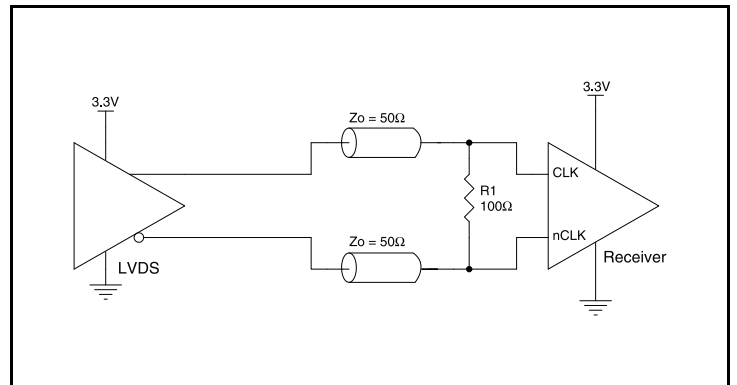 3.3V
3.3V
Zo = 50Ω
CLK
R1
100Ω
nCLK
Zo = 50Ω
LVDS
Receiver